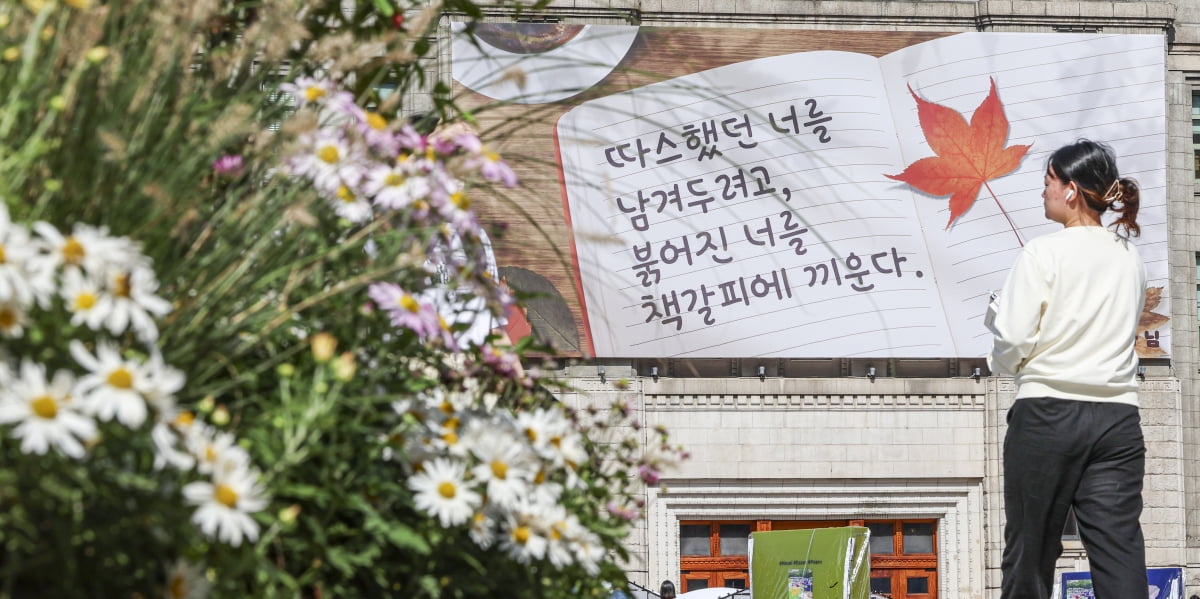 따스했던 너를
남겨두려고,
붉어진 너를
책갈피에 끼운다.
님